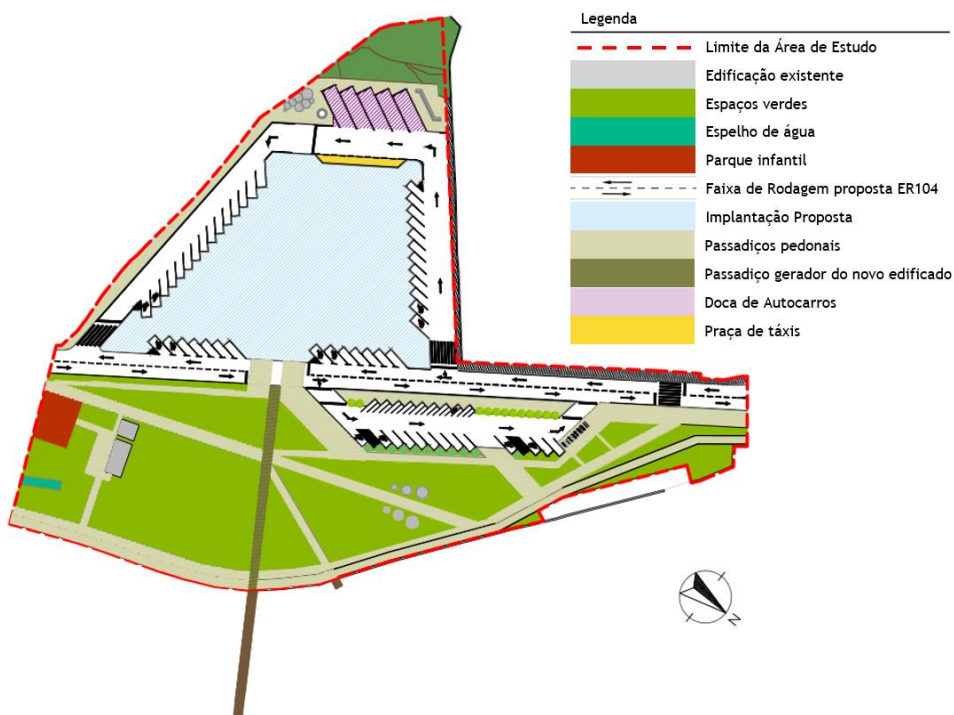 Legenda
Limite da Área de Estudo
Edificação existente
Espaços verdes
Espelho de água
Parque infantil
Faixa de Rodagem proposta ER104
Implantação Proposta
Passadiços pedonais
Passadiço gerador do novo edificado
Doca de Autocarros
Praça de táxis
N